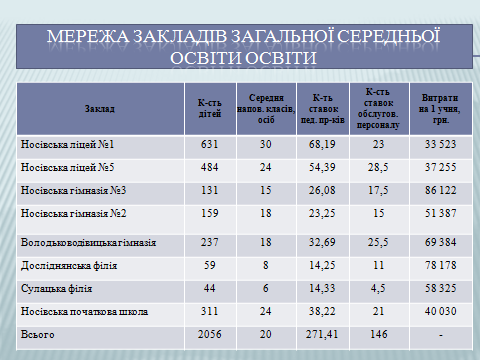 МЕРЕЖА ЗАКЛАДІВ ЗАГАЛЬНОЇ СЕРЕДНЬОЇ
ОСВІТИ ОСВІТИ
Заклад К-сть дітей Середня напов. класів, осіб К-ть ставок пед. пр-ків К-сть ставок обслугов. персоналу Витрати на 1 учня, грн.
Носівська ліцей №1 631 30 68,19 23 33 523
Носівська ліцей №5 484 24 54,39 28,5 37 255
Носівська гімназія №3 131 15 26,08 17,5 86 122
Носівська гімназія №2 159 18 23,25 15 51 387
Володьководівицька гімназія 237 18 32,69 25,5 69 384
Досліднянська філія 59 8 14,25 11 78 178
Сулацька філія 44 6 14,33 4,5 58 325
Носівська початкова школа 311 24 38,22 21 40 030
Всього 2056 20 271,41 146 -